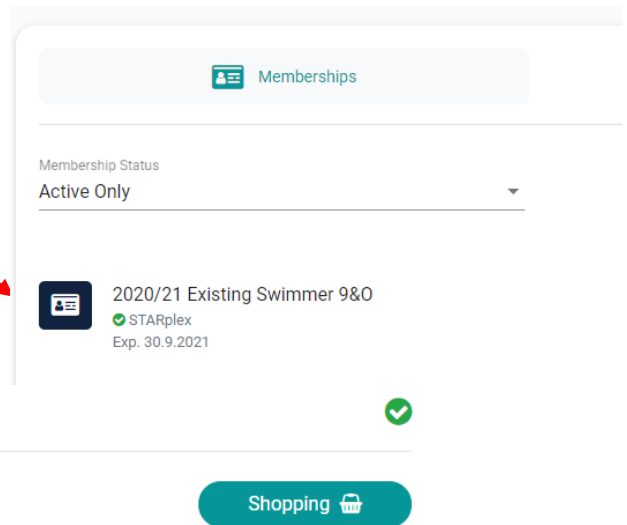 Memberships
Membership Status
Active Only
2020/21 Existing Swimmer 9&O
STARplex
Exp. 30.9.2021
Shopping